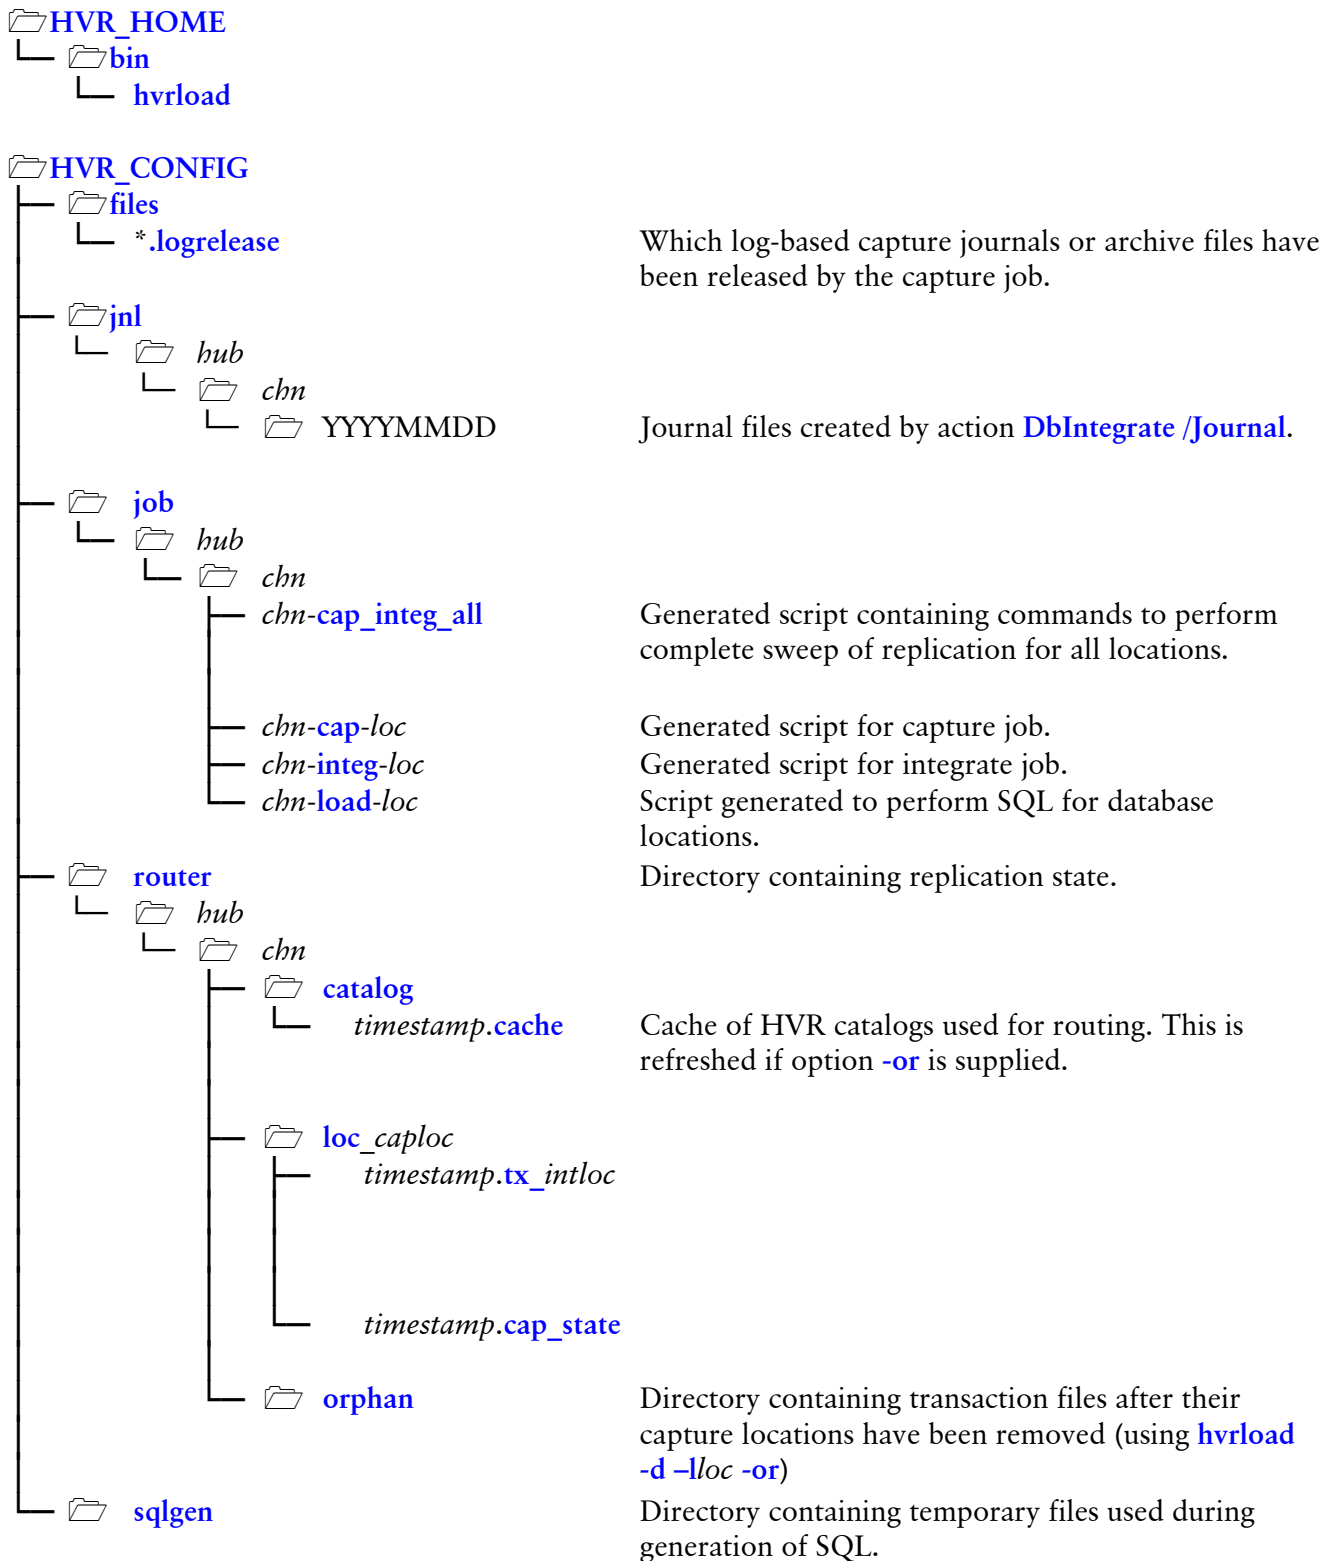 HVR_HOME
bin
hvrload
HVR_CONFIG
files
*.logrelease Which log-based capture journals or archive files have
been released by the capture job.
jnl
hub
chn
YYYYMMDD Journal files created by action DbIntegrate /Journal.
job
hub
chn
chn-cap_integ_all Generated script containing commands to perform
complete sweep of replication for all locations.
chn-cap-loc Generated script for capture job.
chn-integ-loc Generated script for integrate job.
chn-load-loc Script generated to perform SQL for database
locations.
router Directory containing replication state.
hub
chn
catalog
timestamp.cache Cache of HVR catalogs used for routing. This is
refreshed if option -or is supplied.
loc_caploc
timestamp.tx_intloc
timestamp.cap_state
orphan Directory containing transaction files after their
capture locations have been removed (using hvrload
-d –lloc -or)
sqlgen Directory containing temporary files used during
generation of SQL.